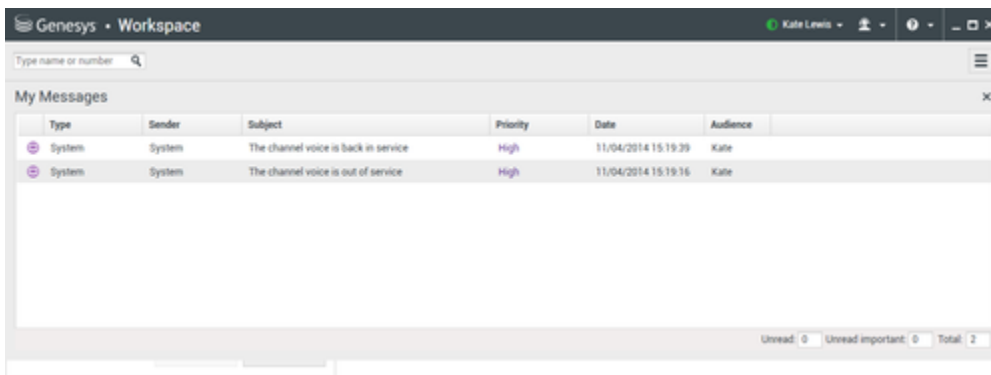 Genesys • Workspace Kate Lewis
Type name or number
My Messages
Type Sender Subject Priority Date Audience
System System The channel voice is back in service High 11/04/2014 15:19:39 Kate
System System The channel voice is out of service High 11/04/2014 15:19:16 Kate
Unread: 0 Unread important: 0 Total: 2